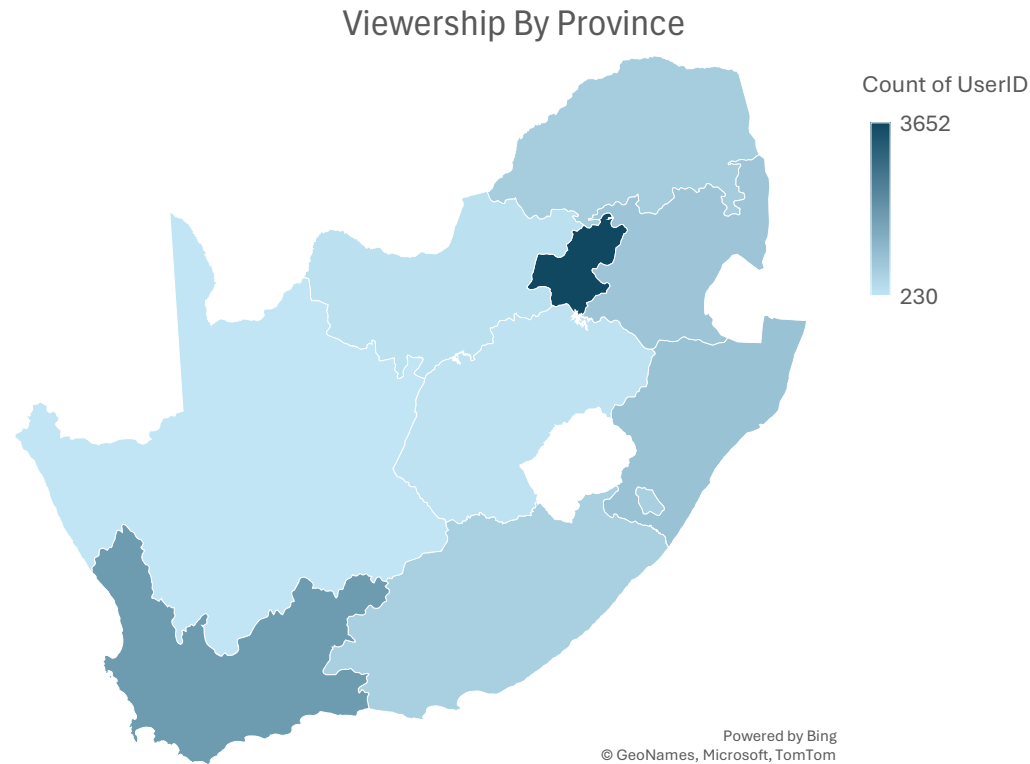 Viewership By Province
Count of UserID
3652
230
Powered by Bing
© GeoNames, Microsoft, TomTom